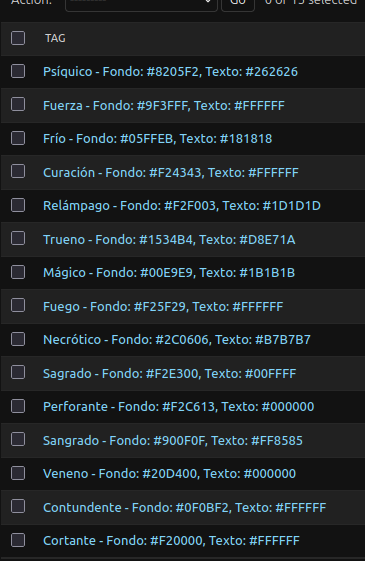 Action: --------- Go 0 of 15 selected
TAG
Psíquico - Fondo: #8205F2, Texto: #262626
Fuerza - Fondo: #9F3FFF, Texto: #FFFFFF
Frío - Fondo: #05FFEB, Texto: #181818
Curación - Fondo: #F24343, Texto: #FFFFFF
Relámpago - Fondo: #F2F003, Texto: #1D1D1D
Trueno - Fondo: #1534B4, Texto: #D8E71A
Mágico - Fondo: #00E9E9, Texto: #1B1B1B
Fuego - Fondo: #F25F29, Texto: #FFFFFF
Necrótico - Fondo: #2C0606, Texto: #B7B7B7
Sagrado - Fondo: #F2E300, Texto: #00FFFF
Perforante - Fondo: #F2C613, Texto: #000000
Sangrado - Fondo: #900F0F, Texto: #FF8585
Veneno - Fondo: #20D400, Texto: #000000
Contundente - Fondo: #0F0BF2, Texto: #FFFFFF
Cortante - Fondo: #F20000, Texto: #FFFFFF